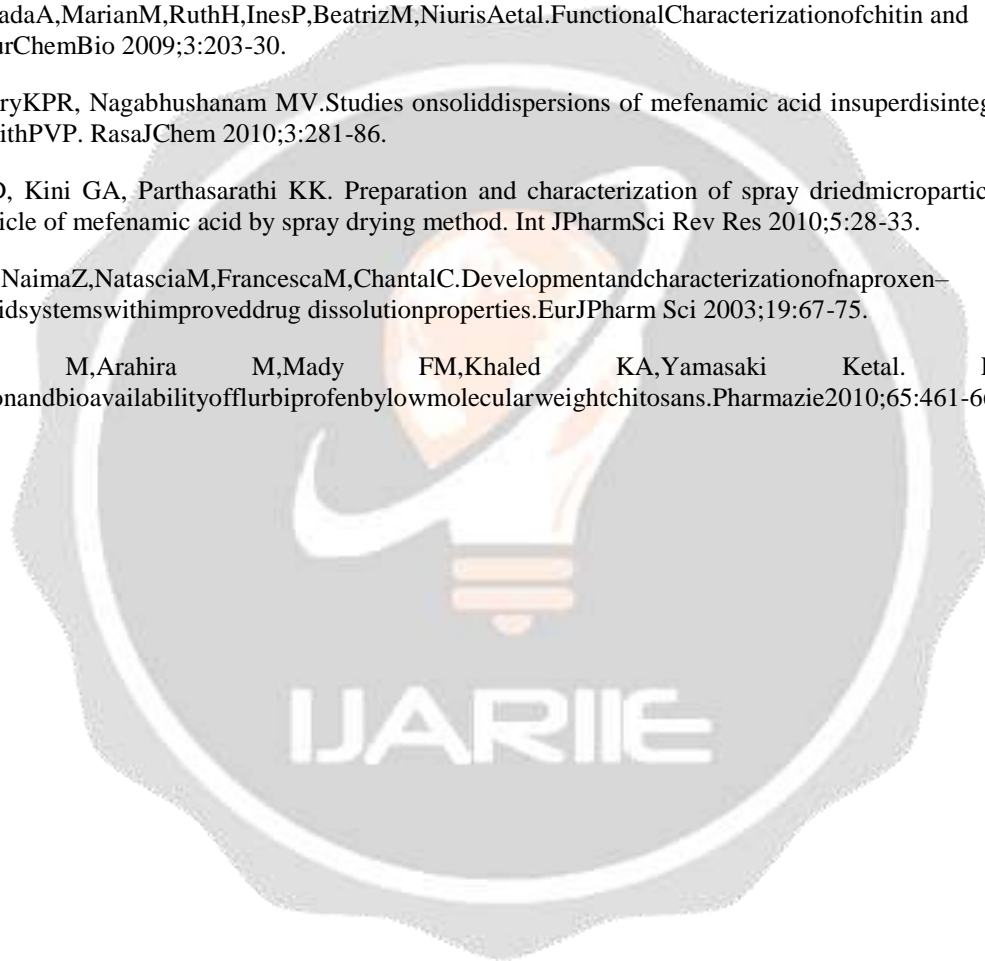 adaA,MarianM,RuthH,InesP,BeatrizM,NiurisAetal.FunctionalCharacterizationofchitin and
urChemBio 2009;3:203-30.
ryKPR, Nagabhushanam MV.Studies onsoliddispersions of mefenamic acid insuperdisinteg
ithPVP. RasaJChem 2010;3:281-86.
, Kini GA, Parthasarathi KK. Preparation and characterization of spray driedmicropartic
icle of mefenamic acid by spray drying method. Int JPharmSci Rev Res 2010;5:28-33.
NaimaZ,NatasciaM,FrancescaM,ChantalC.Developmentandcharacterizationofnaproxen–
idsystemswithimproveddrug dissolutionproperties.EurJPharm Sci 2003;19:67-75.
M,Arahira M,Mady FM,Khaled KA,Yamasaki Ketal.
onandbioavailabilityofflurbiprofenbylowmolecularweightchitosans.Pharmazie2010;65:461-6
IJARIIE